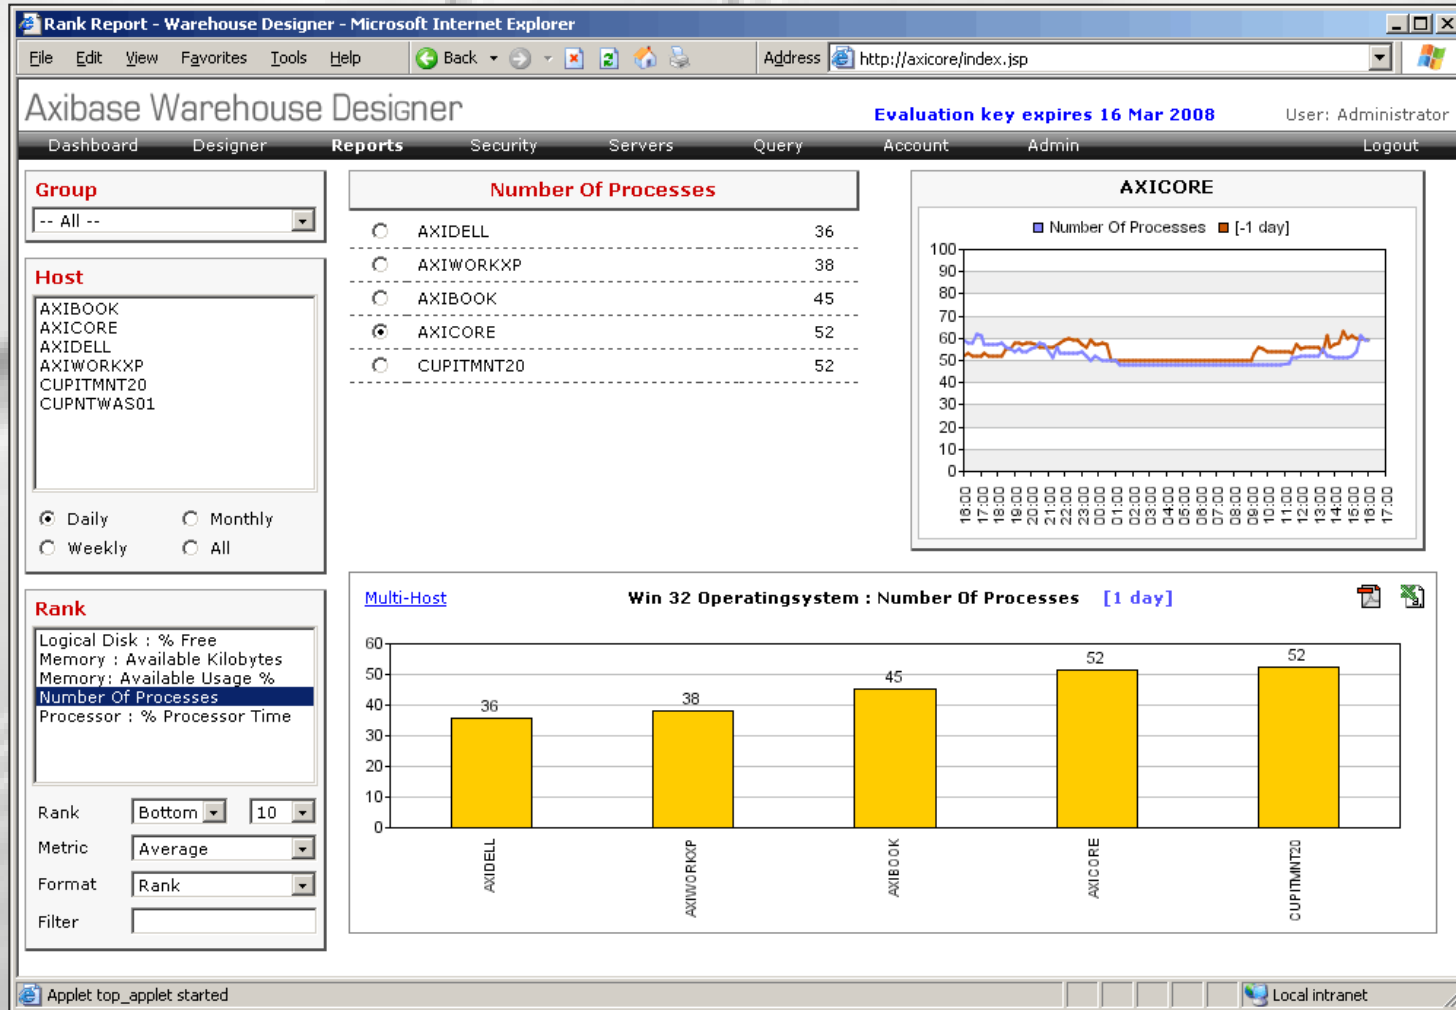 Rank Report - Warehouse Designer - Microsoft Internet Explorer
File Edit View Favorites Tools Help Back Address http://axicore/index.jsp
Axibase Warehouse Designer
Evaluation key expires 16 Mar 2008
User: Administrator
Dashboard Designer Reports Security Servers Query Account Admin Logout
Group
-- All --
Host
AXIBOOK
AXICORE
AXIDELL
AXIWORKXP
CUPITMNT20
CUPNTWAS01
Daily Monthly
Weekly All
Rank
Logical Disk : % Free
Memory : Available Kilobytes
Memory: Available Usage %
Number Of Processes
Processor : % Processor Time
Rank Bottom 10
Metric Average
Format Rank
Filter
Number Of Processes
AXIDELL 36
AXIWORKXP 38
AXIBOOK 45
AXICORE 52
CUPITMNT20 52
AXICORE
Number Of Processes [-1 day]
100
90
80
70
60
50
40
30
20
10
0
16:00 17:00 18:00 19:00 20:00 21:00 22:00 23:00 00:00 01:00 02:00 03:00 04:00 05:00 06:00 07:00 08:00 09:00 10:00 11:00 12:00 13:00 14:00 15:00 16:00 17:00
Multi-Host
Win 32 Operatingsystem : Number Of Processes [1 day]
60
50
40
30
20
10
0
36 38 45 52 52
AXIDELL AXIWORKXP AXIBOOK AXICORE CUPITMNT20
Applet top_applet started
Local intranet